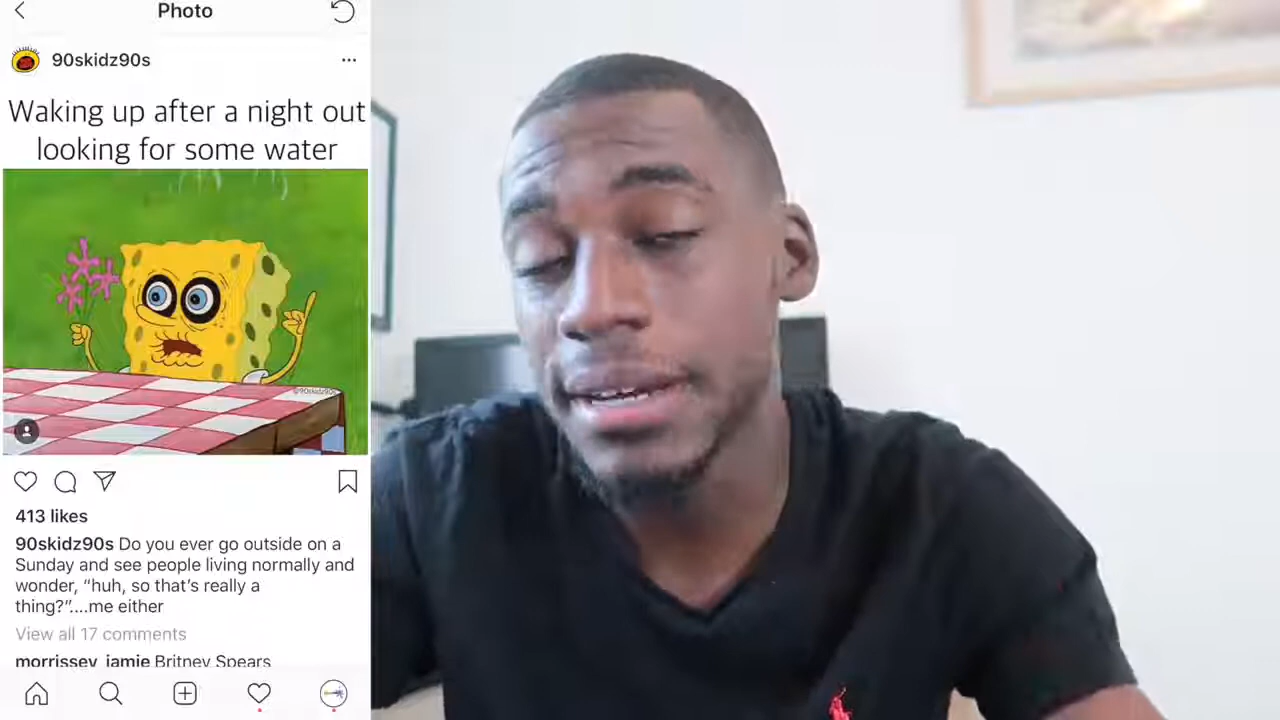 Photo
90skidz90s
Waking up after a night out
looking for some water
@90skidz90s
413 likes
90skidz90s Do you ever go outside on a
Sunday and see people living normally and
wonder, “huh, so that’s really a
thing?”....me either
View all 17 comments
morrissey_jamie Britney Spears